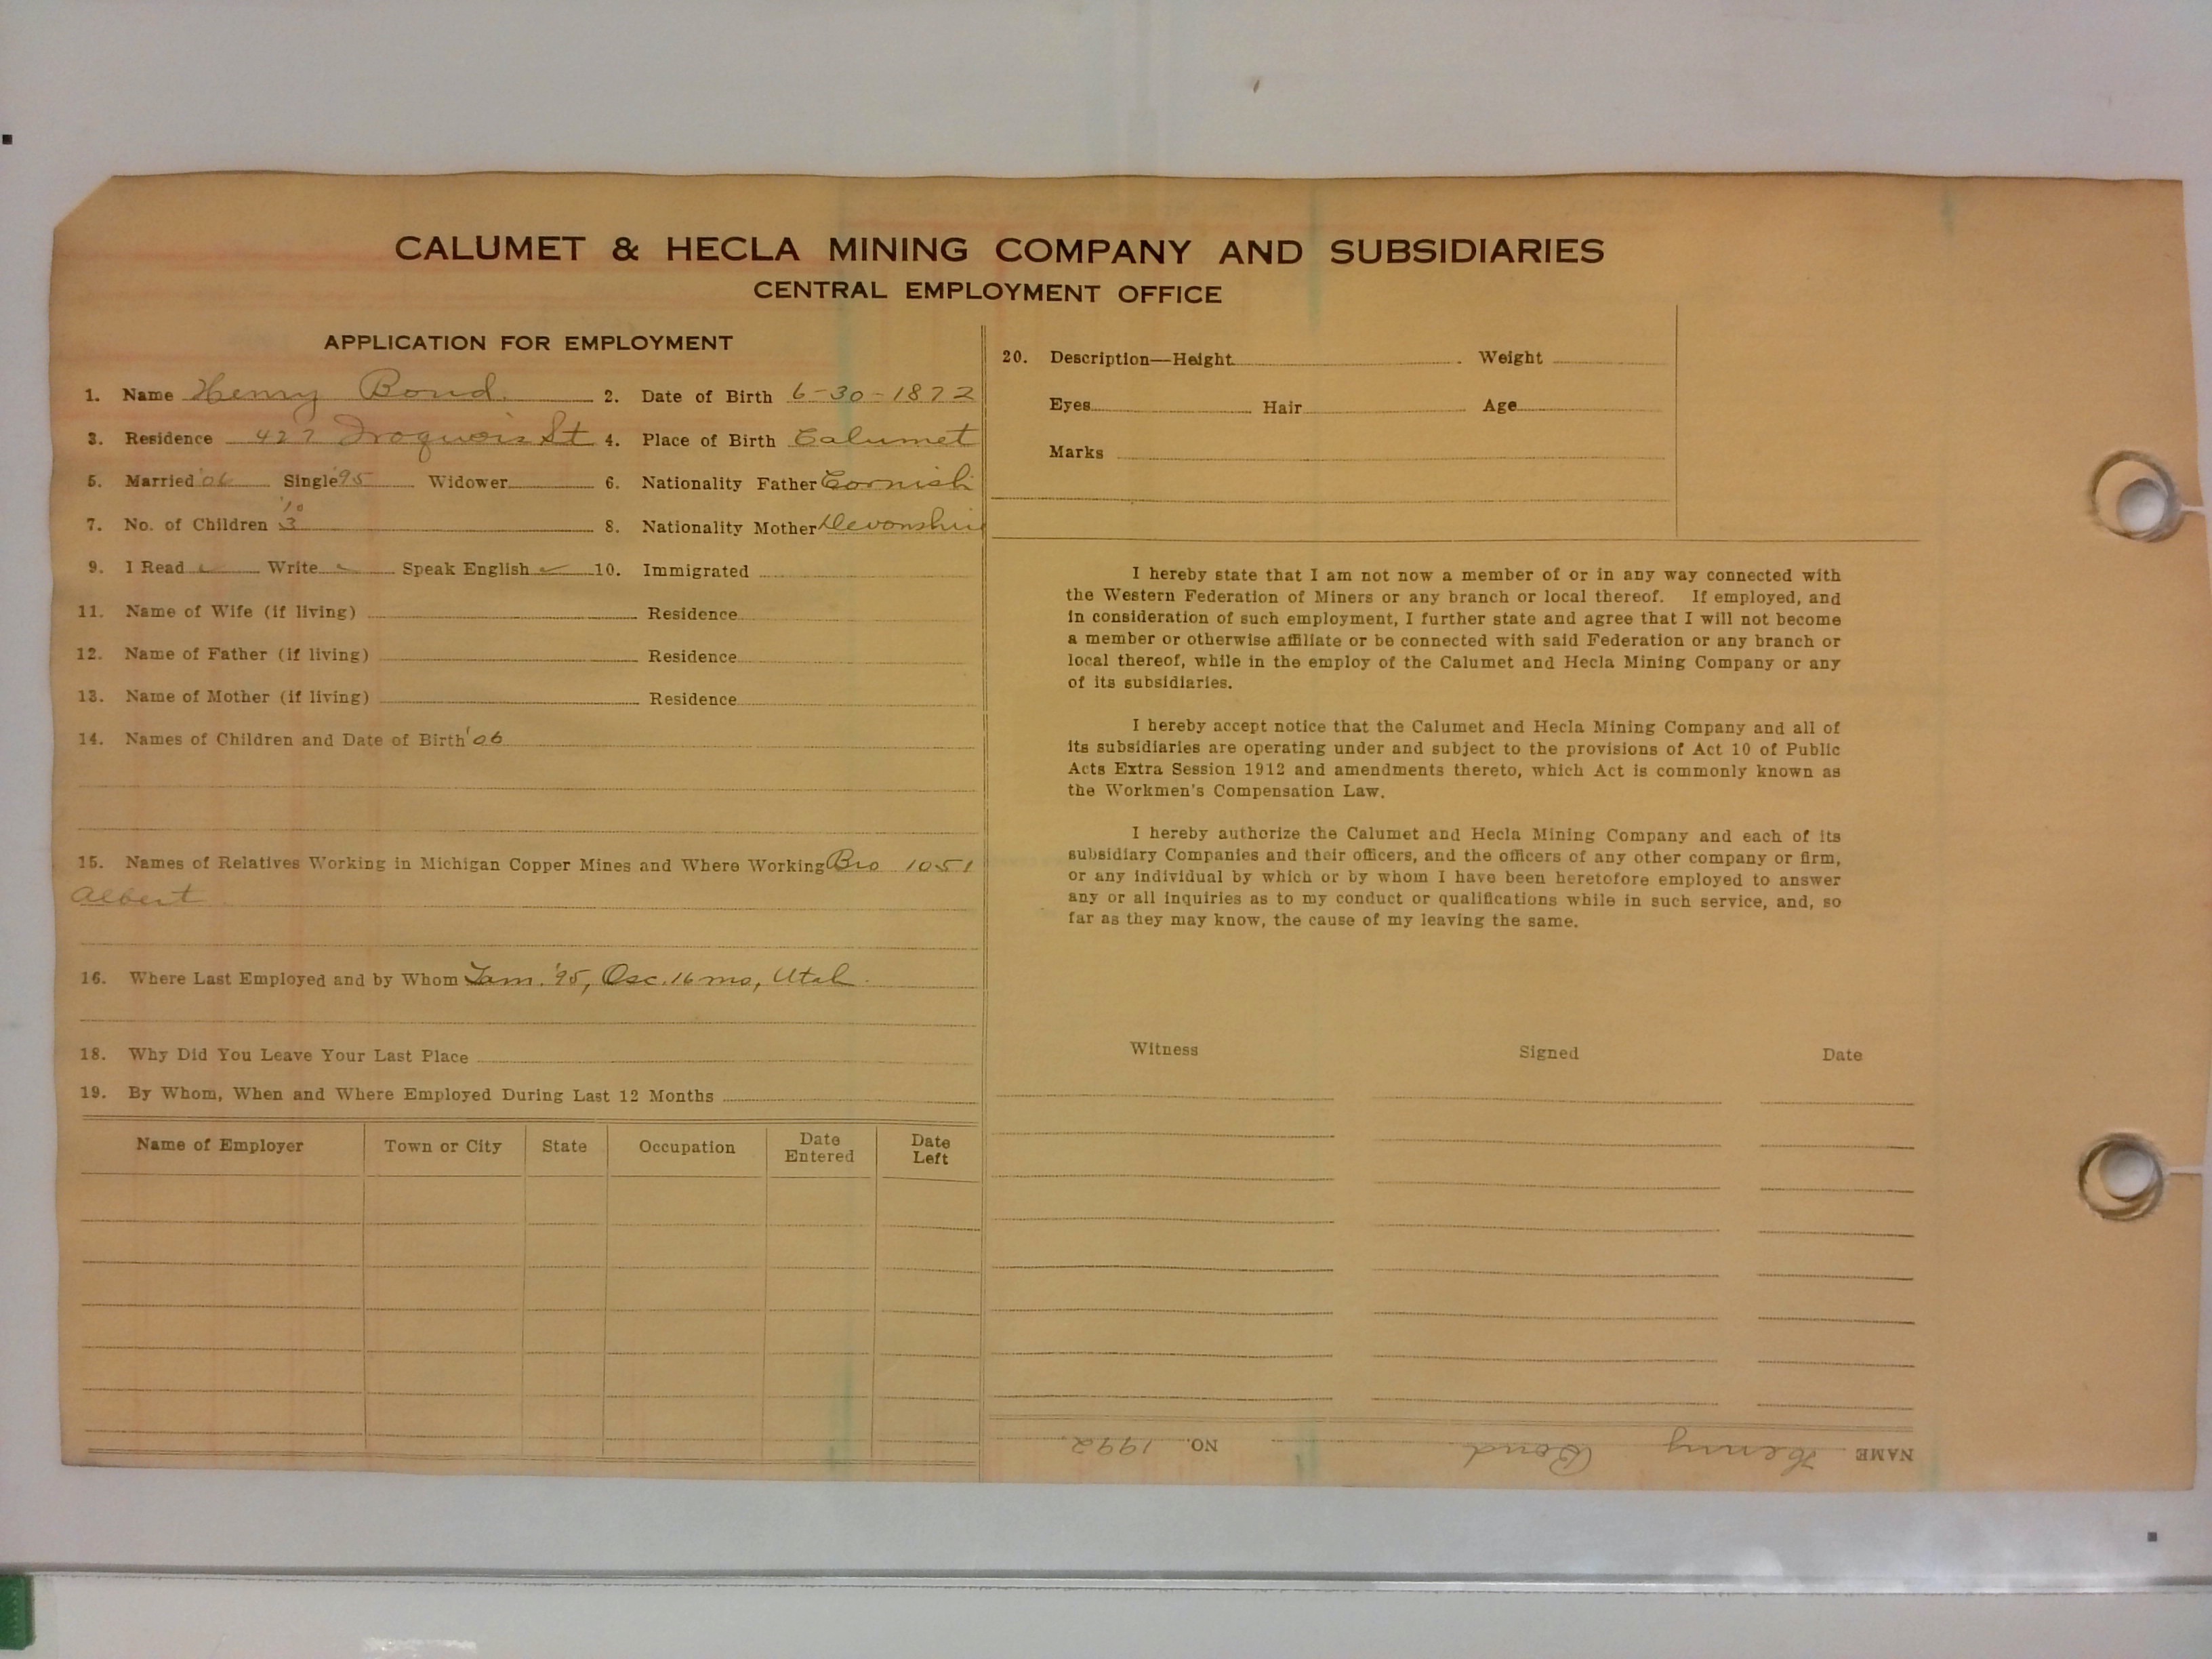 CALUMET & HECLA MINING COMPANY AND SUBSIDIARIES
CENTRAL EMPLOYMENT OFFICE
APPLICATION FOR EMPLOYMENT
1. Name Henry Bond 2. Date of Birth 6-30-1872
3. Residence 427 Iroquois St 4. Place of Birth Calumet
5. Married '06 Single '95 Widower 6. Nationality Father Cornish
'10
7. No. of Children 3 8. Nationality Mother Devonshire
9. I Read ✓ Write ✓ Speak English ✓ 10. Immigrated
11. Name of Wife (if living) Residence
12. Name of Father (if living) Residence
13. Name of Mother (if living) Residence
14. Names of Children and Date of Birth '06
15. Names of Relatives Working in Michigan Copper Mines and Where Working Bro 1051
Albert
16. Where Last Employed and by Whom Tam. '95, Osc. 16 mo, Utah.
18. Why Did You Leave Your Last Place
19. By Whom, When and Where Employed During Last 12 Months
Name of Employer Town or City State Occupation Date Entered Date Left
20. Description—Height Weight
Eyes Hair Age
Marks
I hereby state that I am not now a member of or in any way connected with
the Western Federation of Miners or any branch or local thereof. If employed, and
in consideration of such employment, I further state and agree that I will not become
a member or otherwise affiliate or be connected with said Federation or any branch or
local thereof, while in the employ of the Calumet and Hecla Mining Company or any
of its subsidiaries.
I hereby accept notice that the Calumet and Hecla Mining Company and all of
its subsidiaries are operating under and subject to the provisions of Act 10 of Public
Acts Extra Session 1912 and amendments thereto, which Act is commonly known as
the Workmen's Compensation Law.
I hereby authorize the Calumet and Hecla Mining Company and each of its
subsidiary Companies and their officers, and the officers of any other company or firm,
or any individual by which or by whom I have been heretofore employed to answer
any or all inquiries as to my conduct or qualifications while in such service, and, so
far as they may know, the cause of my leaving the same.
Witness Signed Date
NAME Henry Bond NO. 1992